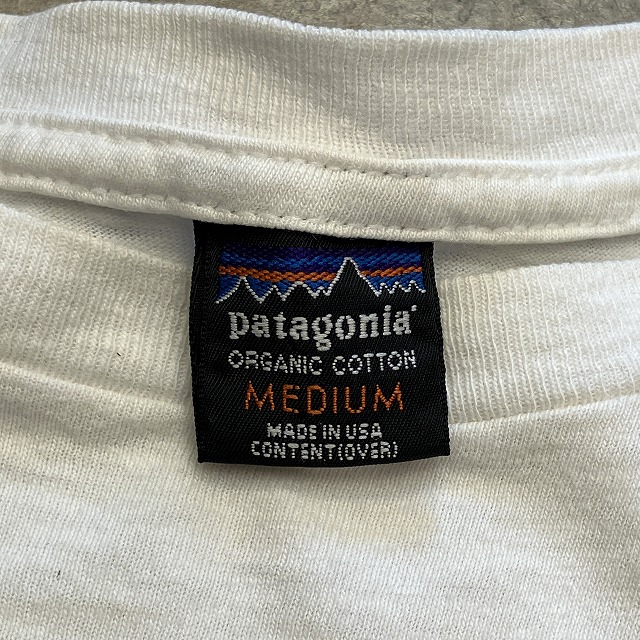 patagonia®
ORGANIC COTTON
MEDIUM
MADE IN USA
CONTENT(OVER)